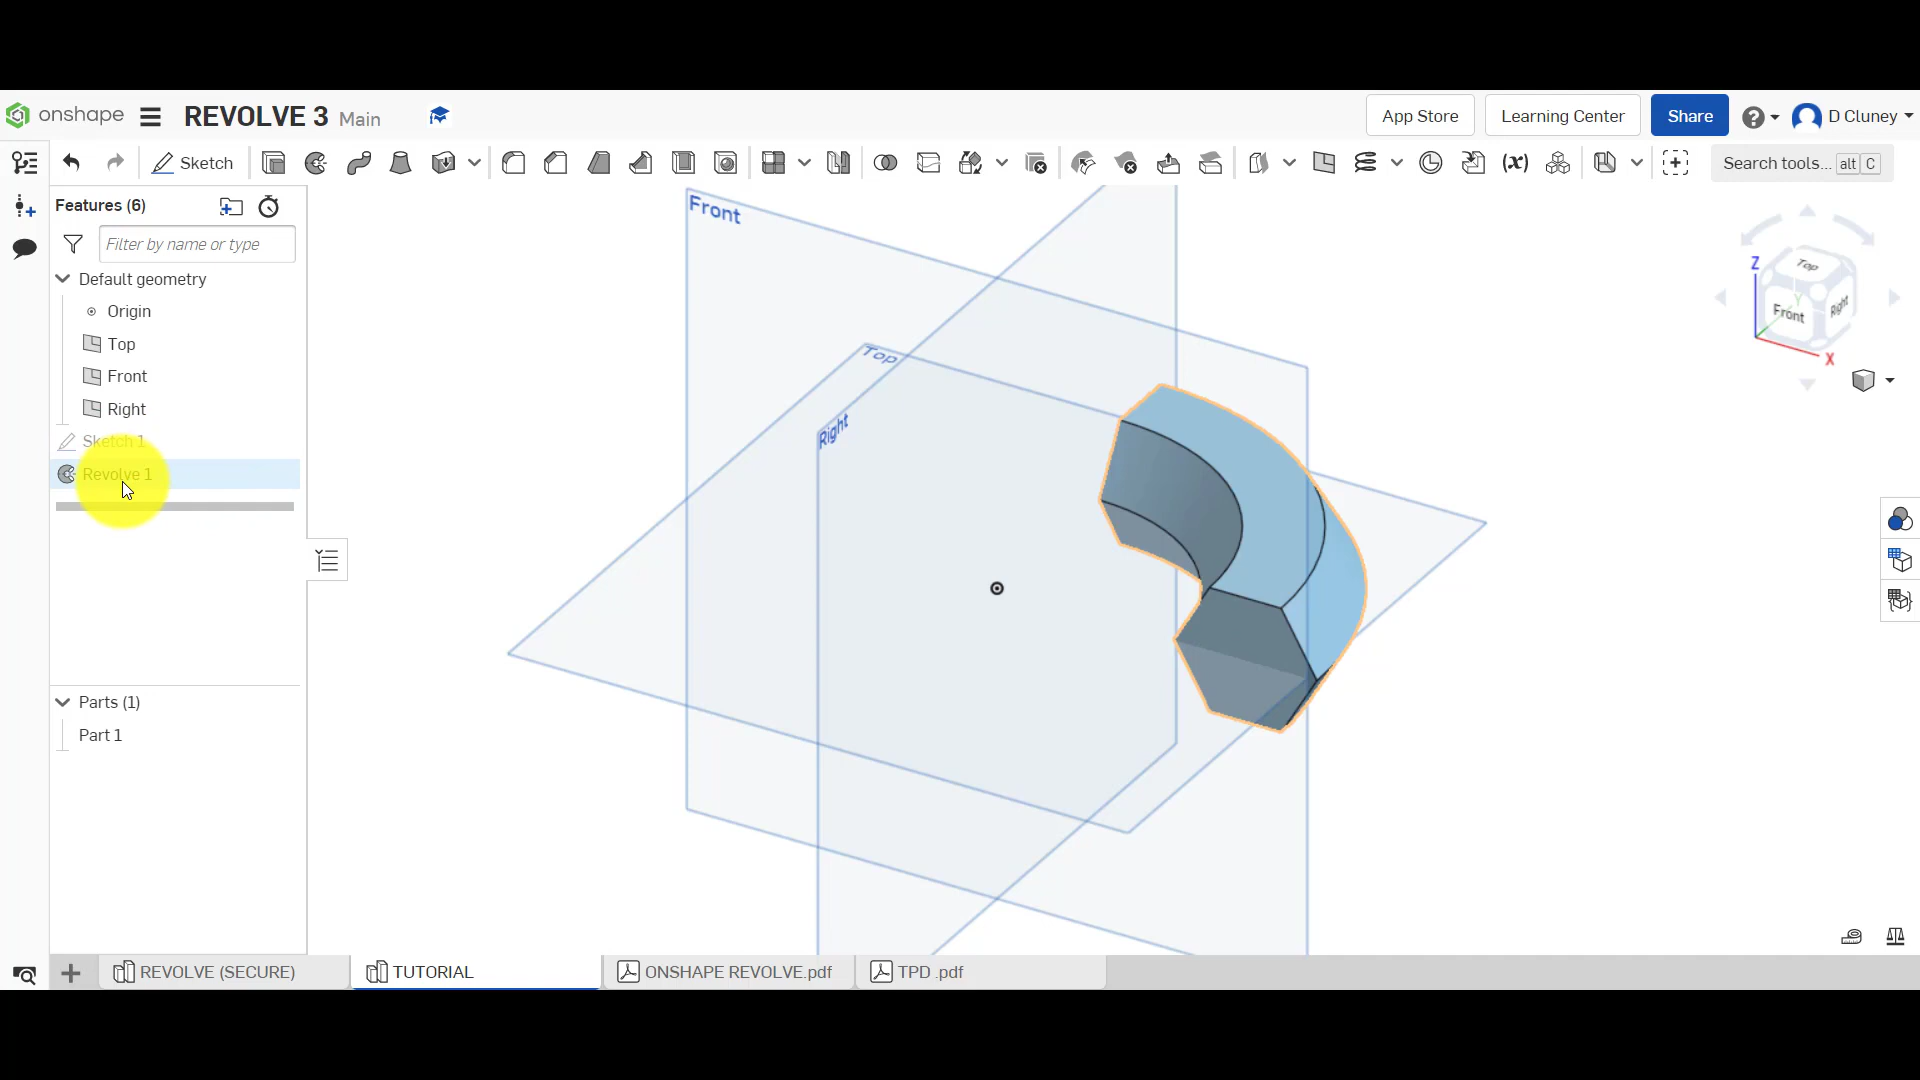 onshape
REVOLVE 3 Main
App Store
Learning Center
Share
D Cluney
Sketch
Search tools... alt C
Features (6)
Filter by name or type
Default geometry
Origin
Top
Front
Right
Sketch 1
Revolve 1
Parts (1)
Part 1
Front
Top
Right
Z
Top
Y
Front
Right
X
REVOLVE (SECURE)
TUTORIAL
ONSHAPE REVOLVE.pdf
TPD .pdf